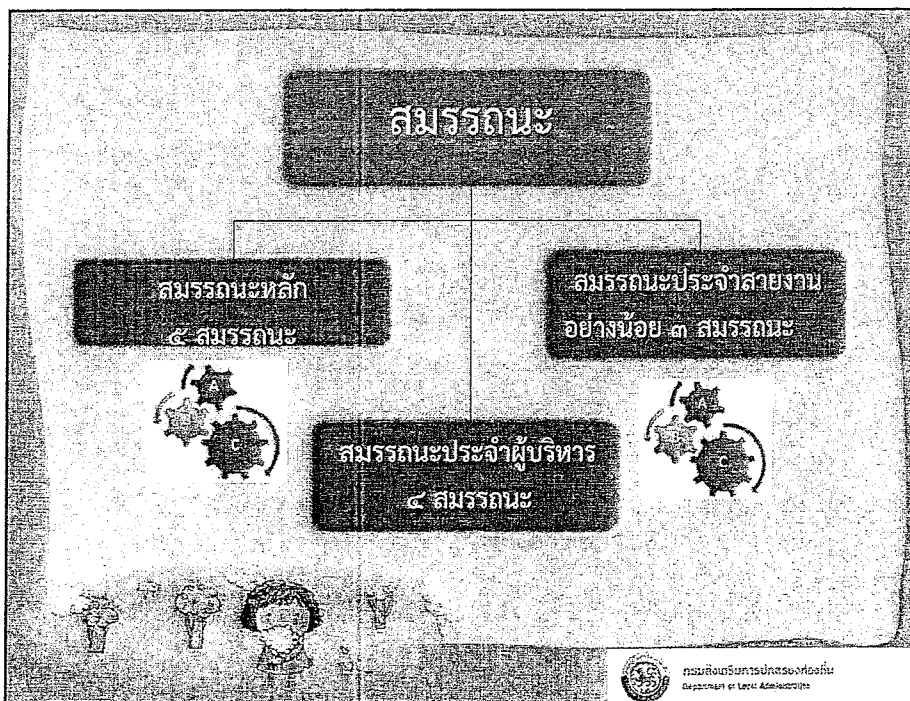 สมรรถนะ
สมรรถนะหลัก
๕ สมรรถนะ
สมรรถนะประจำสายงาน
อย่างน้อย ๓ สมรรถนะ
A
C
A
B
C
สมรรถนะประจำผู้บริหาร
๔ สมรรถนะ
กรมส่งเสริมการปกครองท้องถิ่น
Department of Local Administration